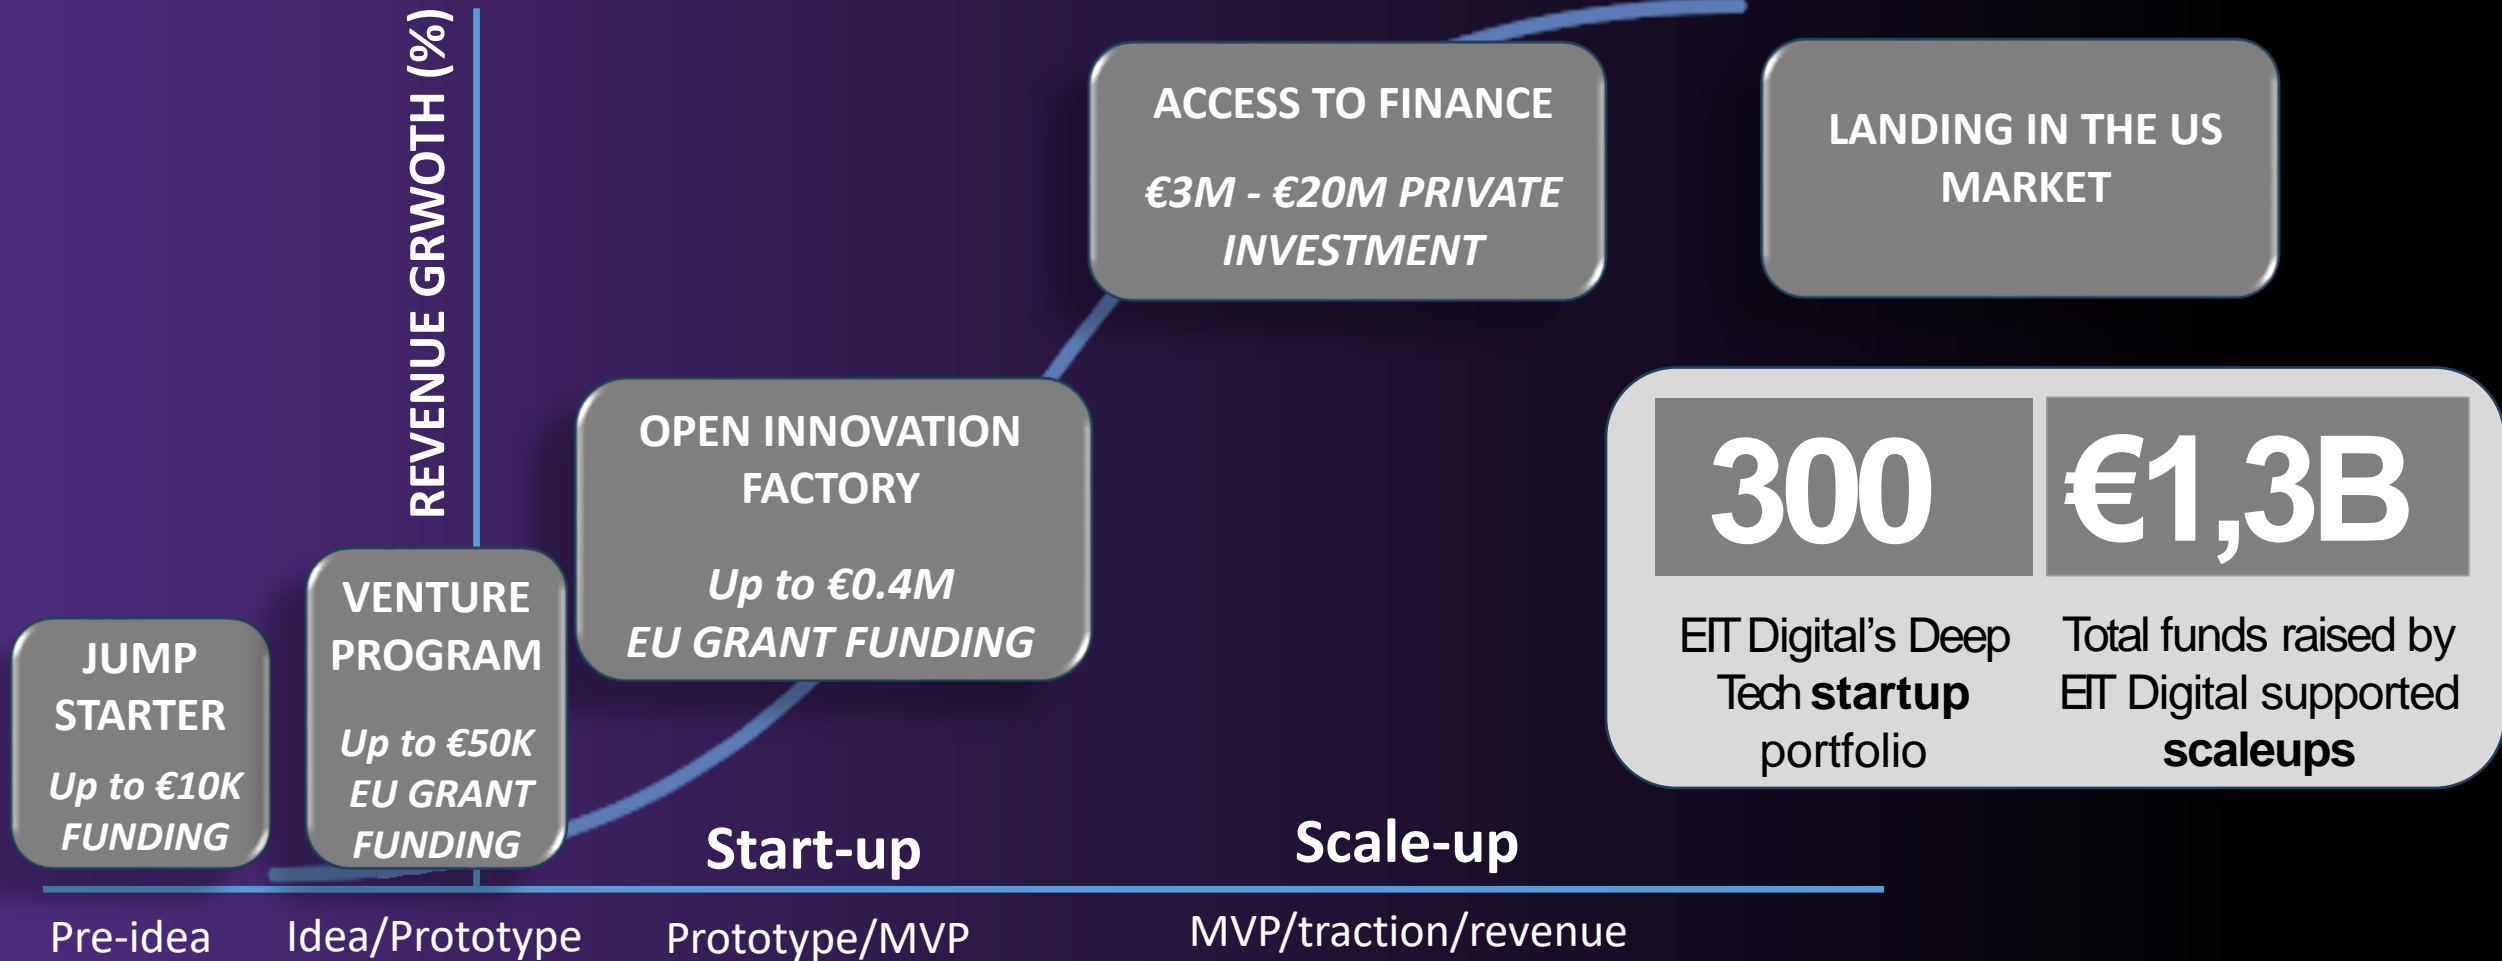 REVENUE GRWOTH (%)
JUMP
STARTER
Up to €10K
FUNDING
VENTURE
PROGRAM
Up to €50K
EU GRANT
FUNDING
OPEN INNOVATION
FACTORY
Up to €0.4M
EU GRANT FUNDING
ACCESS TO FINANCE
€3M - €20M PRIVATE
INVESTMENT
LANDING IN THE US
MARKET
300
EIT Digital’s Deep
Tech startup
portfolio
€1,3B
Total funds raised by
EIT Digital supported
scaleups
Start-up
Scale-up
Pre-idea
Idea/Prototype
Prototype/MVP
MVP/traction/revenue